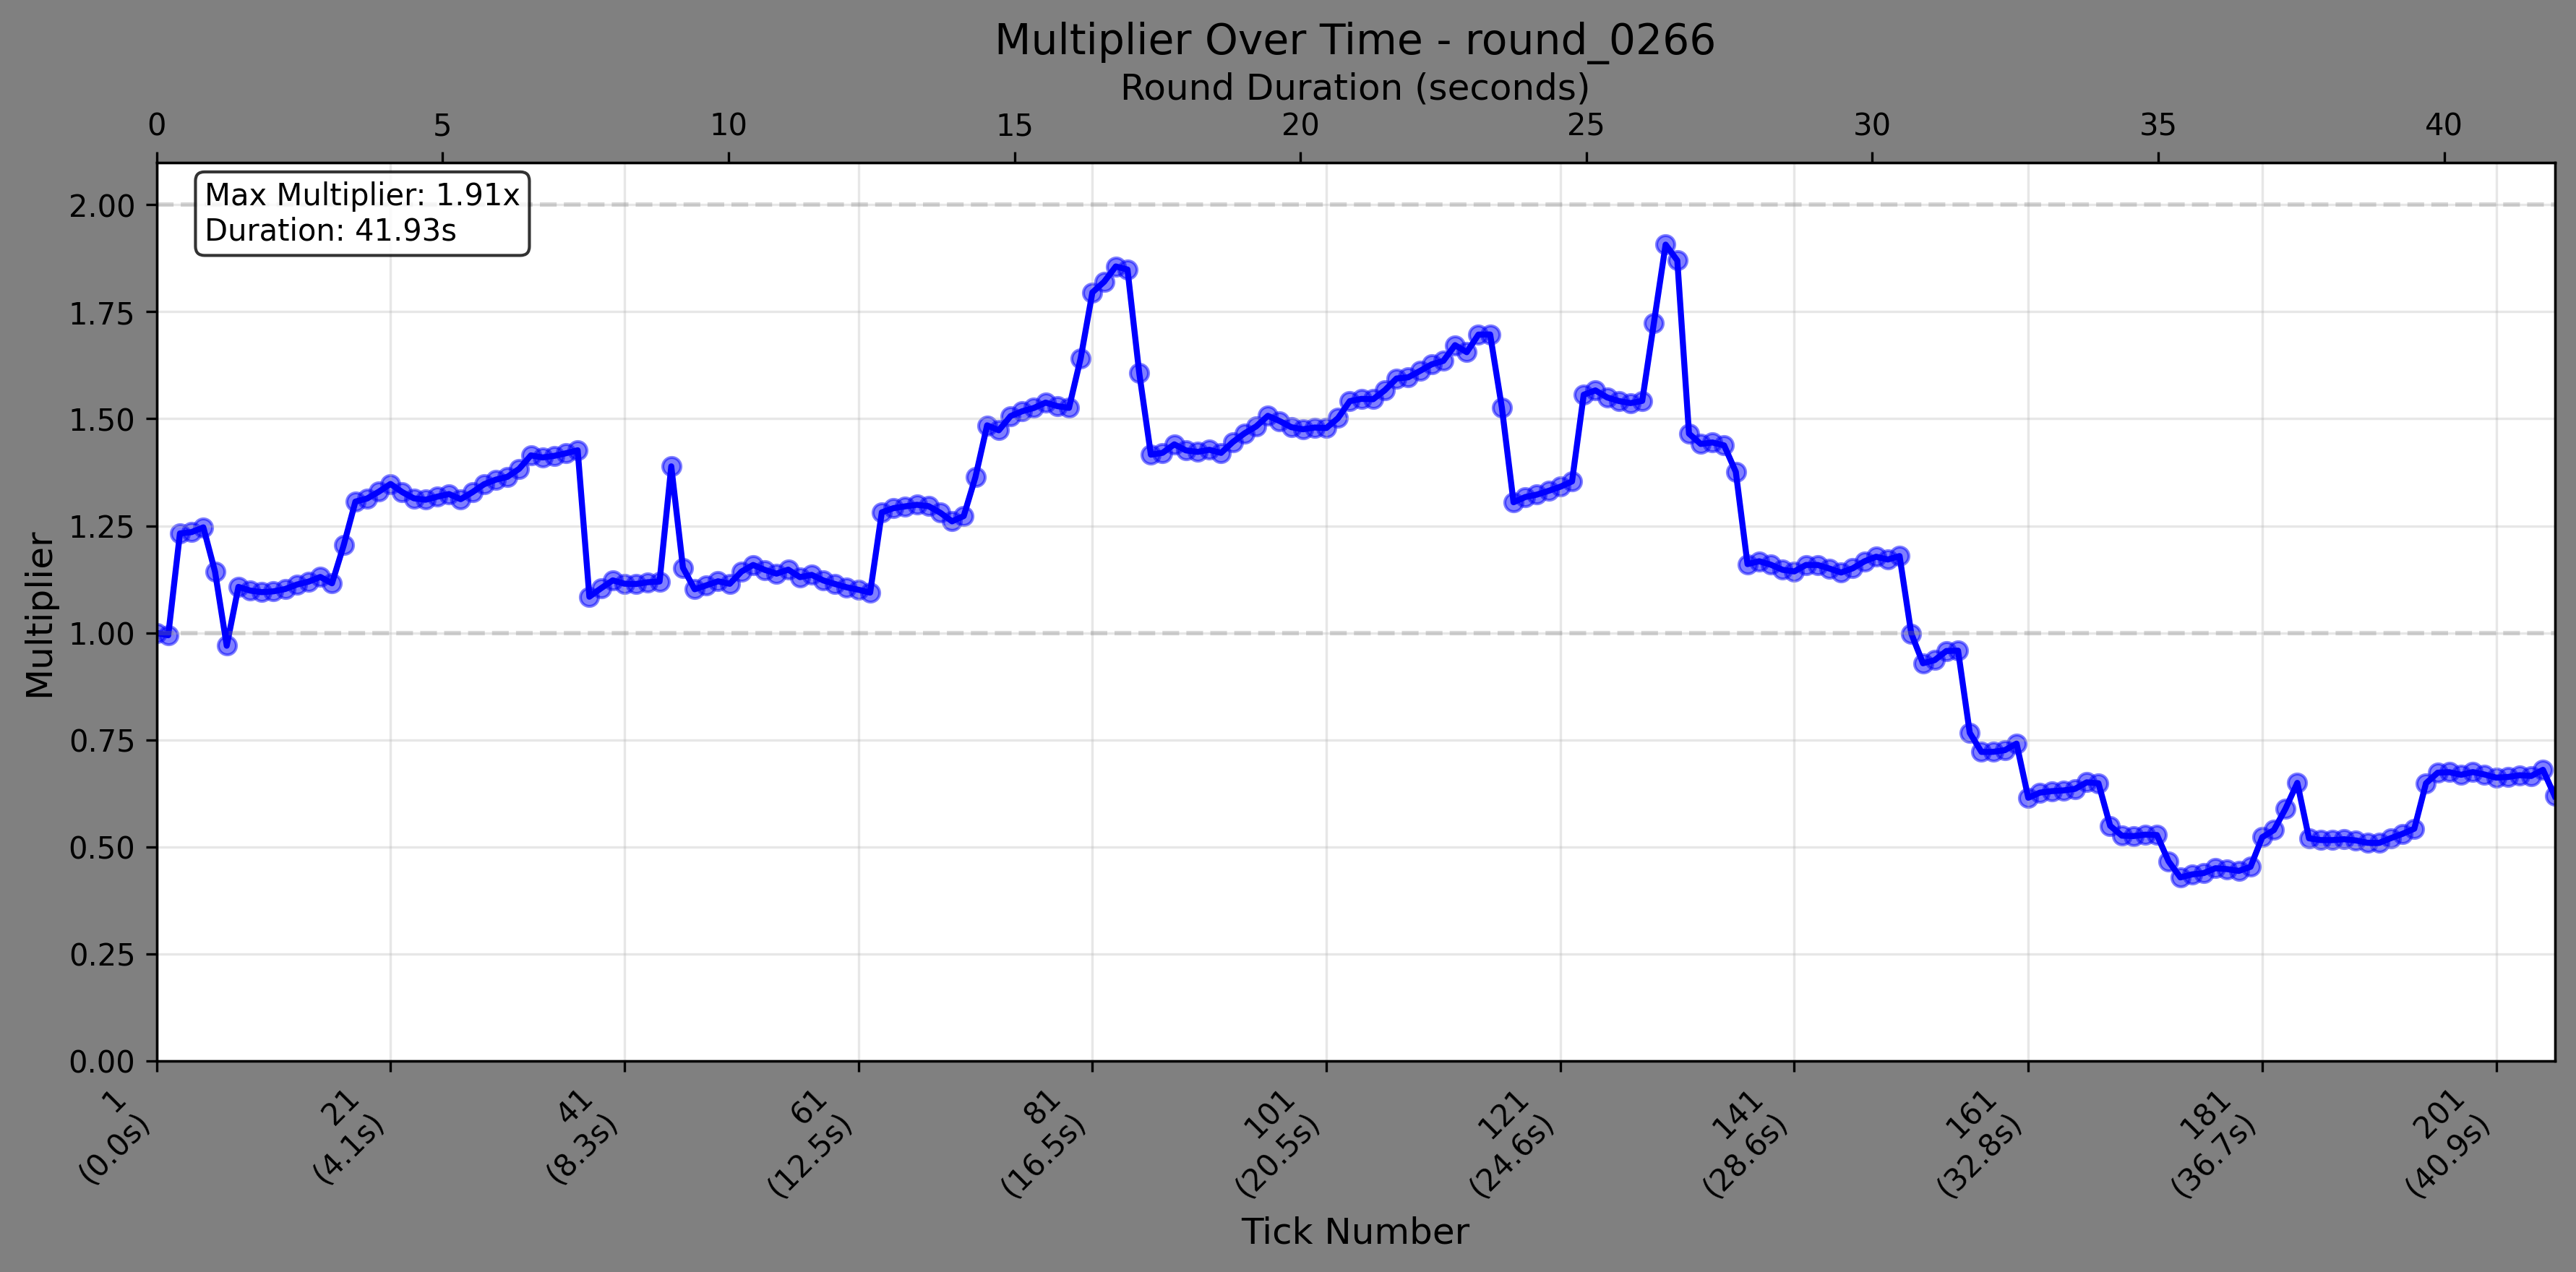 Multiplier Over Time - round_0266
Round Duration (seconds)
0 5 10 15 20 25 30 35 40
Max Multiplier: 1.91x
Duration: 41.93s
Multiplier
2.00
1.75
1.50
1.25
1.00
0.75
0.50
0.25
0.00
1
(0.0s)
21
(4.1s)
41
(8.3s)
61
(12.5s)
81
(16.5s)
101
(20.5s)
121
(24.6s)
141
(28.6s)
161
(32.8s)
181
(36.7s)
201
(40.9s)
Tick Number